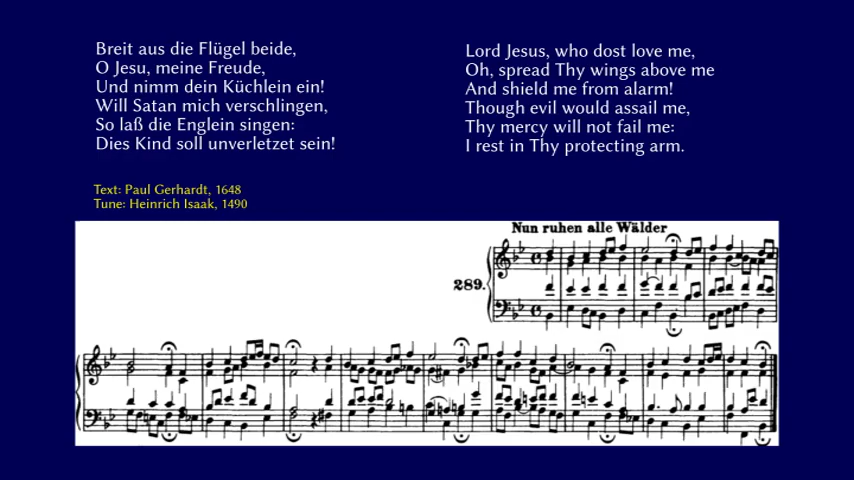 Breit aus die Flügel beide,
O Jesu, meine Freude,
Und nimm dein Küchlein ein!
Will Satan mich verschlingen,
So laß die Englein singen:
Dies Kind soll unverletzet sein!
Lord Jesus, who dost love me,
Oh, spread Thy wings above me
And shield me from alarm!
Though evil would assail me,
Thy mercy will not fail me:
I rest in Thy protecting arm.
Text: Paul Gerhardt, 1648
Tune: Heinrich Isaak, 1490
Nun ruhen alle Wälder
289.